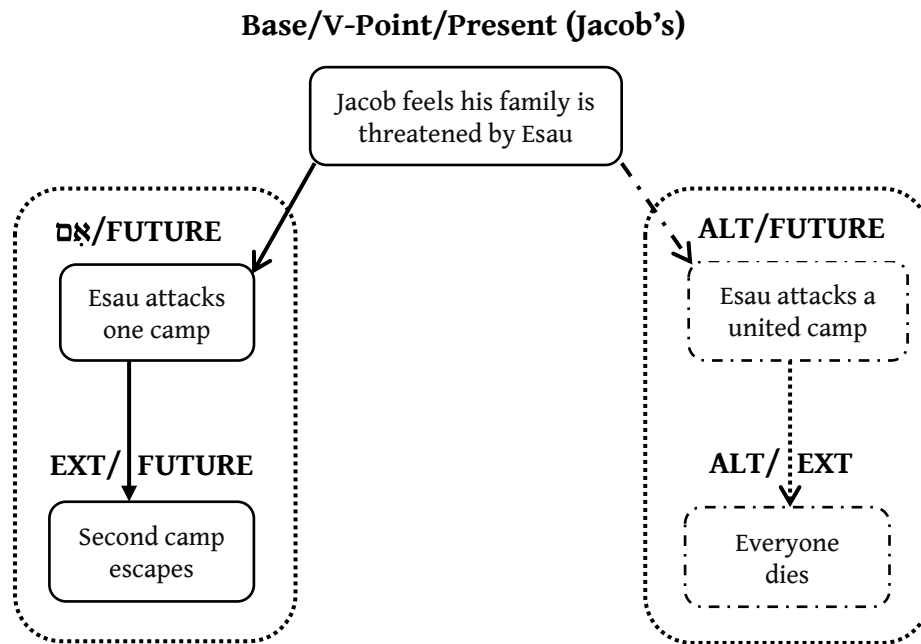 Base/V-Point/Present (Jacob’s)
Jacob feels his family is
threatened by Esau
אִם/FUTURE
Esau attacks
one camp
EXT/ FUTURE
Second camp
escapes
ALT/FUTURE
Esau attacks a
united camp
ALT/ EXT
Everyone
dies